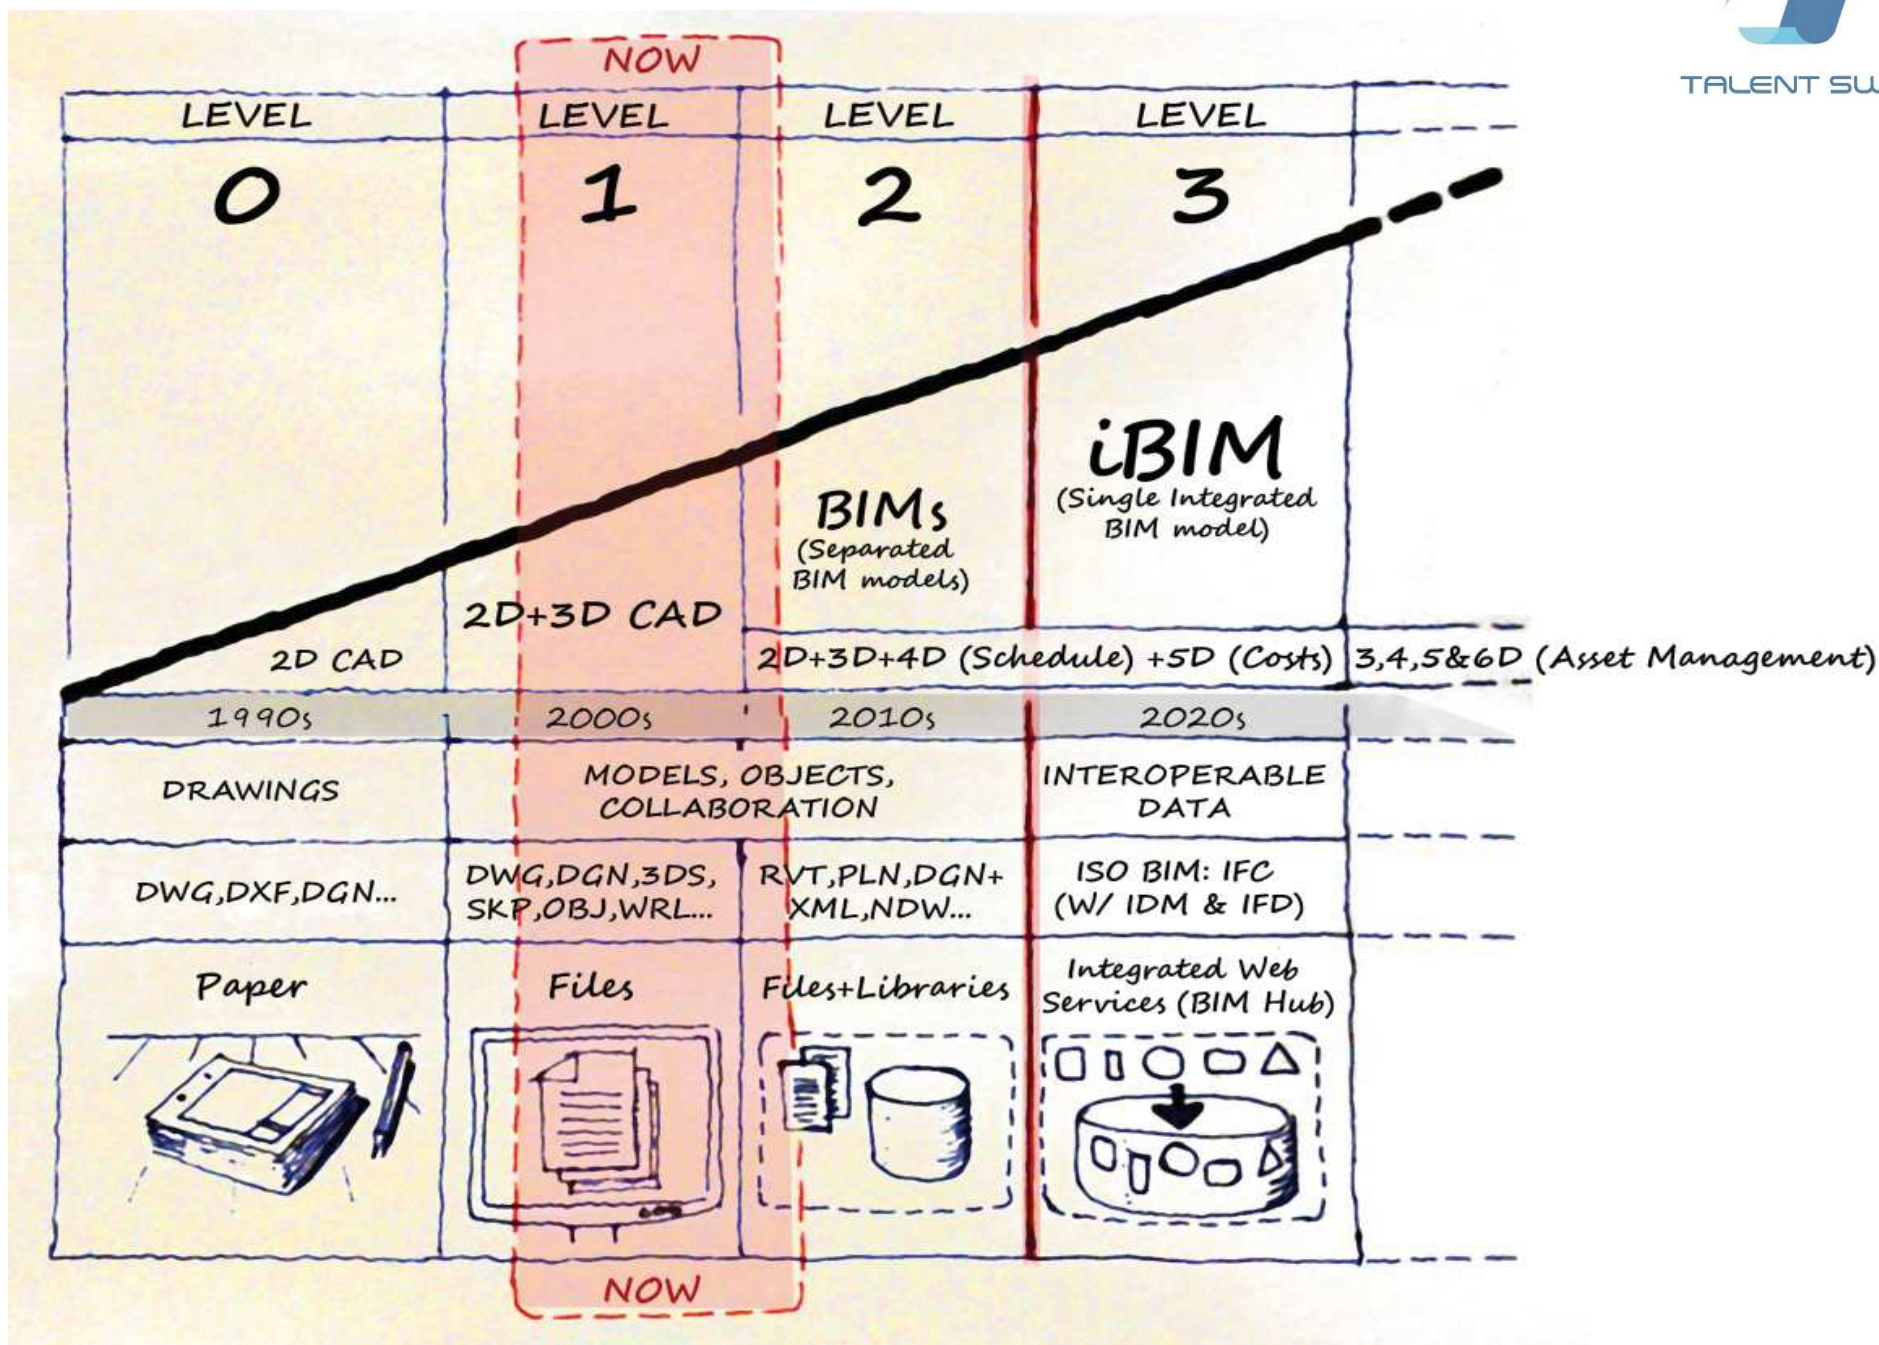 NOW
TALENT
LEVEL LEVEL LEVEL LEVEL
0 1 2 3
iBIM
(Single Integrated
BIM model)
BIMs
(Separated
BIM models)
2D+3D CAD
2D CAD
2D+3D+4D (Schedule) +5D (Costs) 3,4,5&6D (Asset Management)
1990s 2000s 2010s 2020s
DRAWINGS
MODELS, OBJECTS,
COLLABORATION
INTEROPERABLE
DATA
DWG,DXF,DGN...
DWG,DGN,3DS,
SKP,OBJ,WRL...
RVT,PLN,DGN+
XML,NDW...
ISO BIM: IFC
(W/ IDM & IFD)
Paper
Files
Files+Libraries
Integrated Web
Services (BIM Hub)
NOW